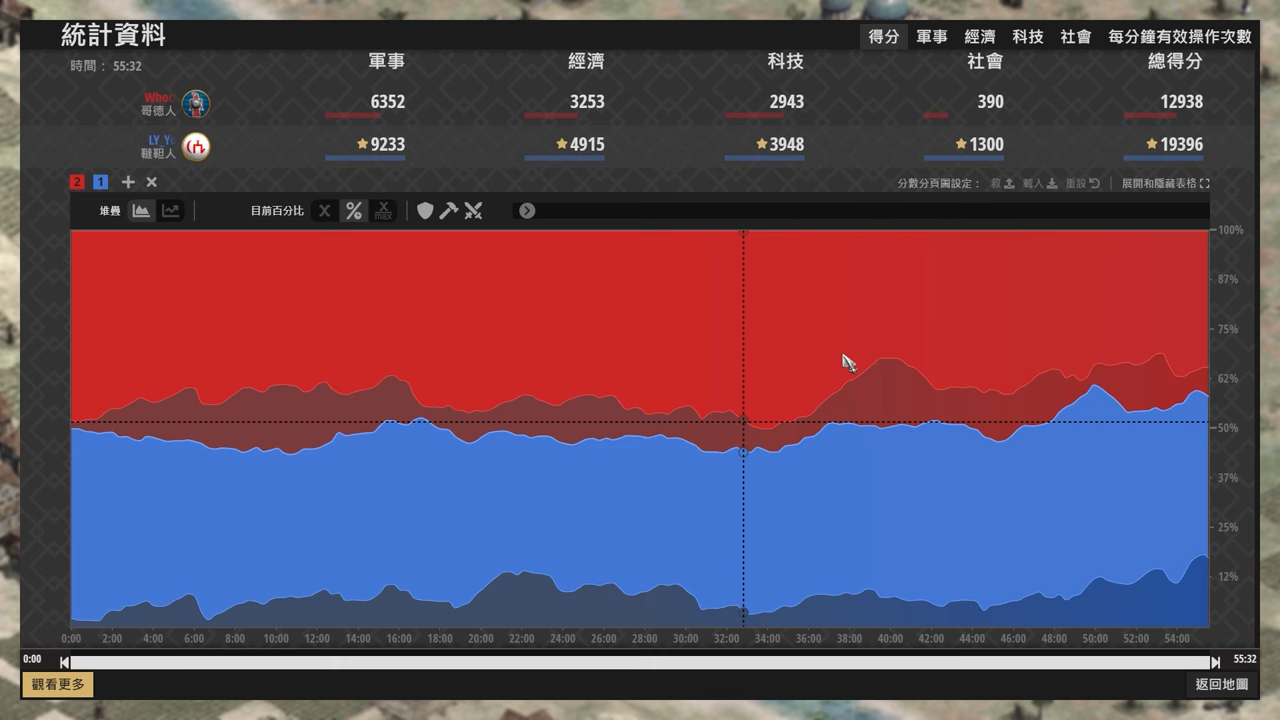 統計資料
得分 軍事 經濟 科技 社會 每分鐘有效操作次數
時間： 55:32 軍事 經濟 科技 社會 總得分
哥德人 6352 3253 2943 390 12938
LY_Y
韃靼人 9233 4915 3948 1300 19396
2 1 分數分頁圖設定： 載入 重設 展開和隱藏表格
堆疊 目前百分比 X % X max
100%
87%
75%
62%
50%
37%
25%
12%
0:00 2:00 4:00 6:00 8:00 10:00 12:00 14:00 16:00 18:00 20:00 22:00 24:00 26:00 28:00 30:00 32:00 34:00 36:00 38:00 40:00 42:00 44:00 46:00 48:00 50:00 52:00 54:00
0:00 55:32
觀看更多 返回地圖